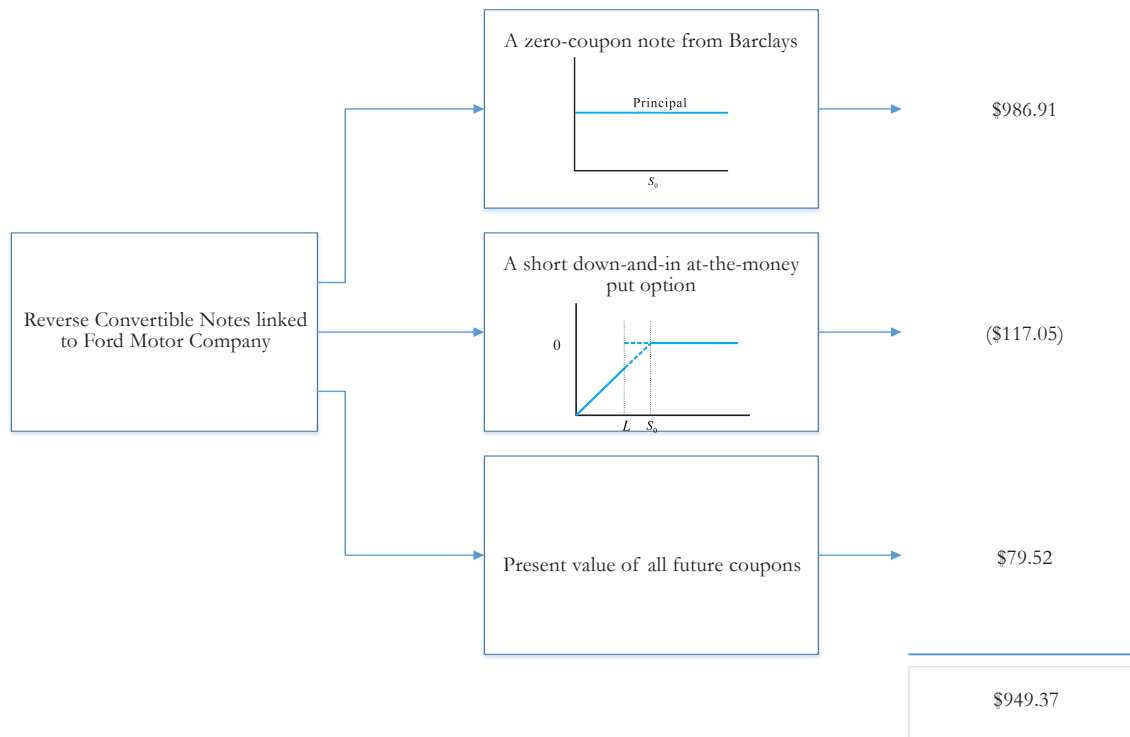 A zero-coupon note from Barclays
Principal
S₀
$986.91
Reverse Convertible Notes linked
to Ford Motor Company
A short down-and-in at-the-money
put option
0
L S₀
($117.05)
Present value of all future coupons
$79.52
$949.37